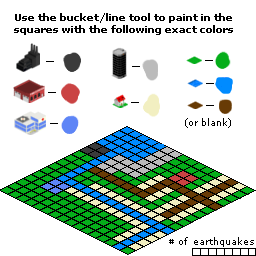 Use the bucket/line tool to paint in the
squares with the following exact colors
(or blank)
# of earthquakes